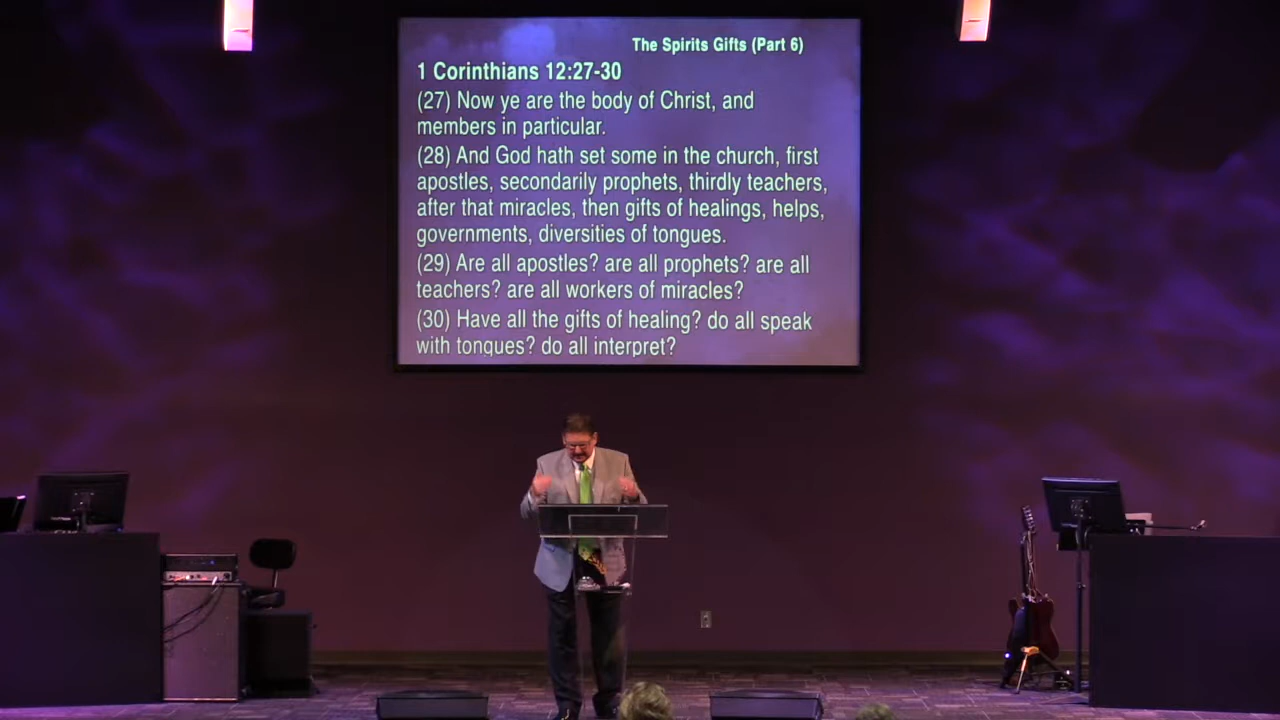 The Spirits Gifts (Part 6)
1 Corinthians 12:27-30
(27) Now ye are the body of Christ, and
members in particular.
(28) And God hath set some in the church, first
apostles, secondarily prophets, thirdly teachers,
after that miracles, then gifts of healings, helps,
governments, diversities of tongues.
(29) Are all apostles? are all prophets? are all
teachers? are all workers of miracles?
(30) Have all the gifts of healing? do all speak
with tongues? do all interpret?